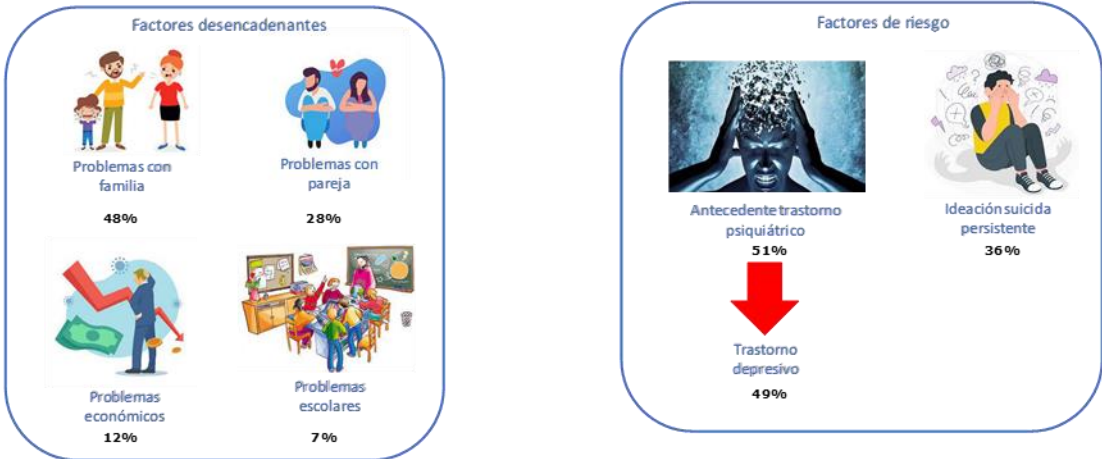 Factores desencadenantes
Problemas con
familia
48%
Problemas con
pareja
28%
Problemas
económicos
12%
Problemas
escolares
7%
Factores de riesgo
Antecedente trastorno
psiquiátrico
51%
Ideación suicida
persistente
36%
Trastorno
depresivo
49%